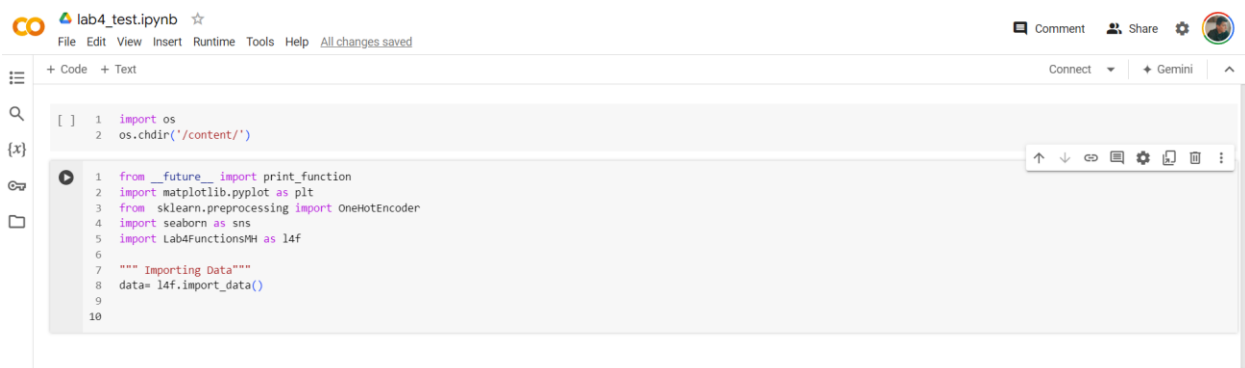 lab4_test.ipynb
File Edit View Insert Runtime Tools Help All changes saved
Comment Share
+ Code + Text
Connect Gemini
[ ] 1 import os
2 os.chdir('/content/')
{x}
1 from __future__ import print_function
2 import matplotlib.pyplot as plt
3 from  sklearn.preprocessing import OneHotEncoder
4 import seaborn as sns
5 import Lab4FunctionsMH as l4f
6
7 """ Importing Data"""
8 data= l4f.import_data()
9
10